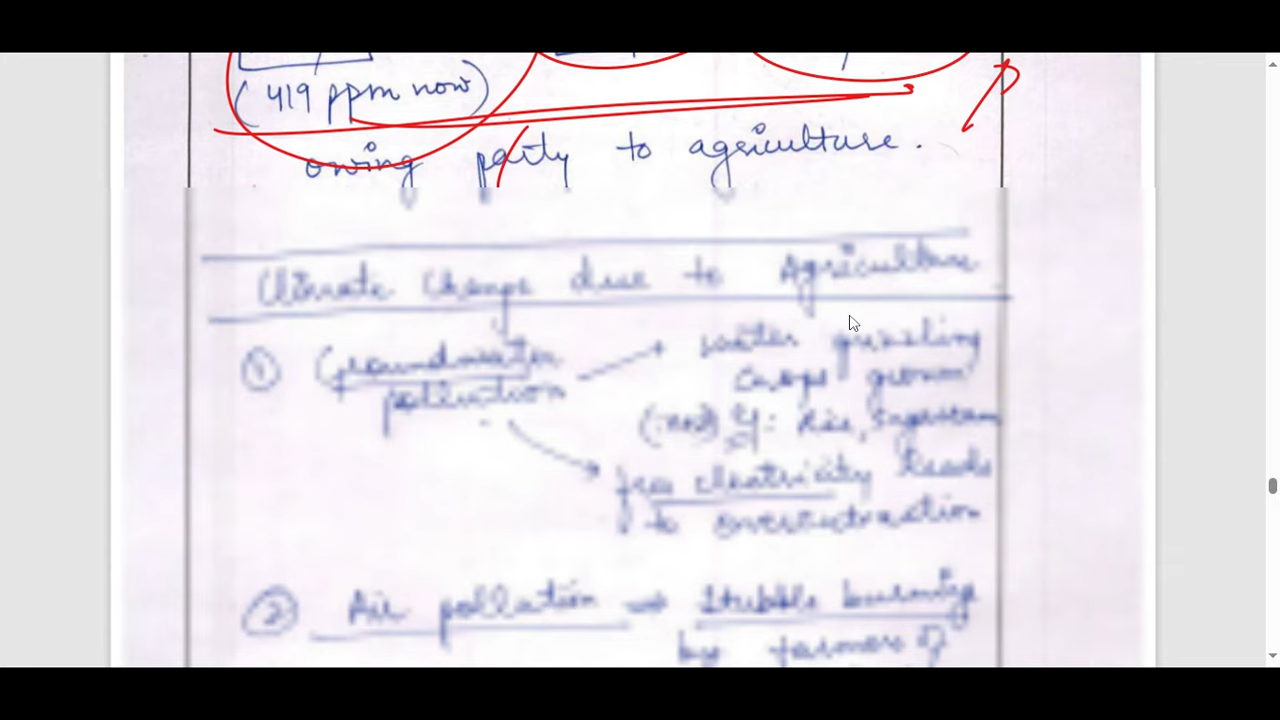 (419 ppm now)
owing partly to agriculture.
Climate Change due to Agriculture
① Groundwater pollution → water guzzling
crops grown
Eg: Rice, Sugarcane
→ free electricity leads
to overextraction
② Air pollution → Stubble burning
by farmers of